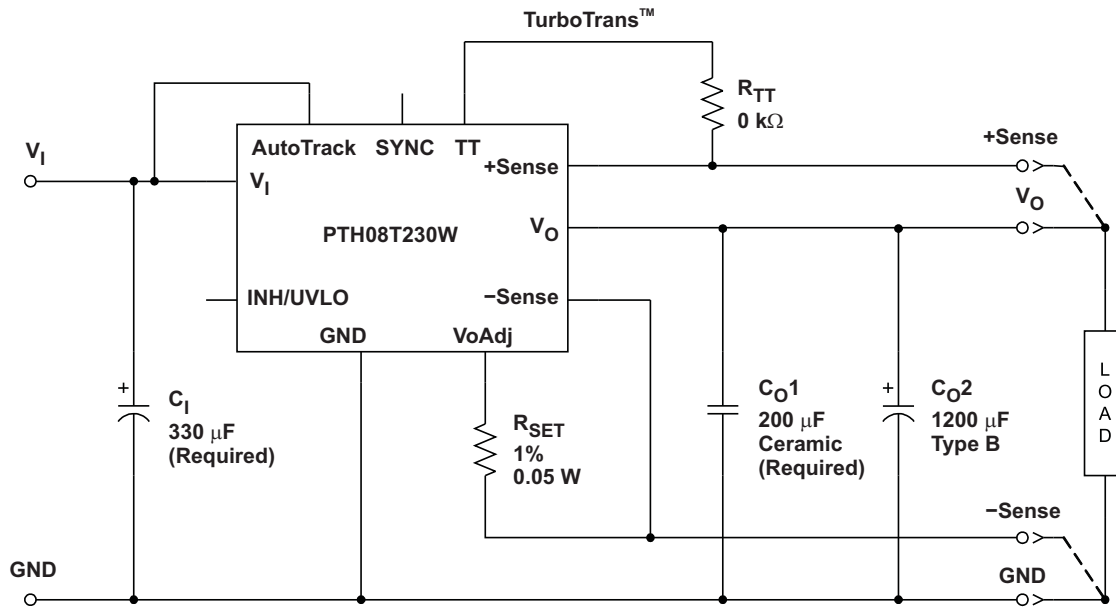 TurboTrans™
R_TT
0 kΩ
+Sense
V_I
V_O
AutoTrack SYNC TT
+Sense
V_I
PTH08T230W
V_O
INH/UVLO
−Sense
GND VoAdj
+
C_I
330 μF
(Required)
R_SET
1%
0.05 W
C_O1
200 μF
Ceramic
(Required)
+
C_O2
1200 μF
Type B
LOAD
−Sense
GND
GND